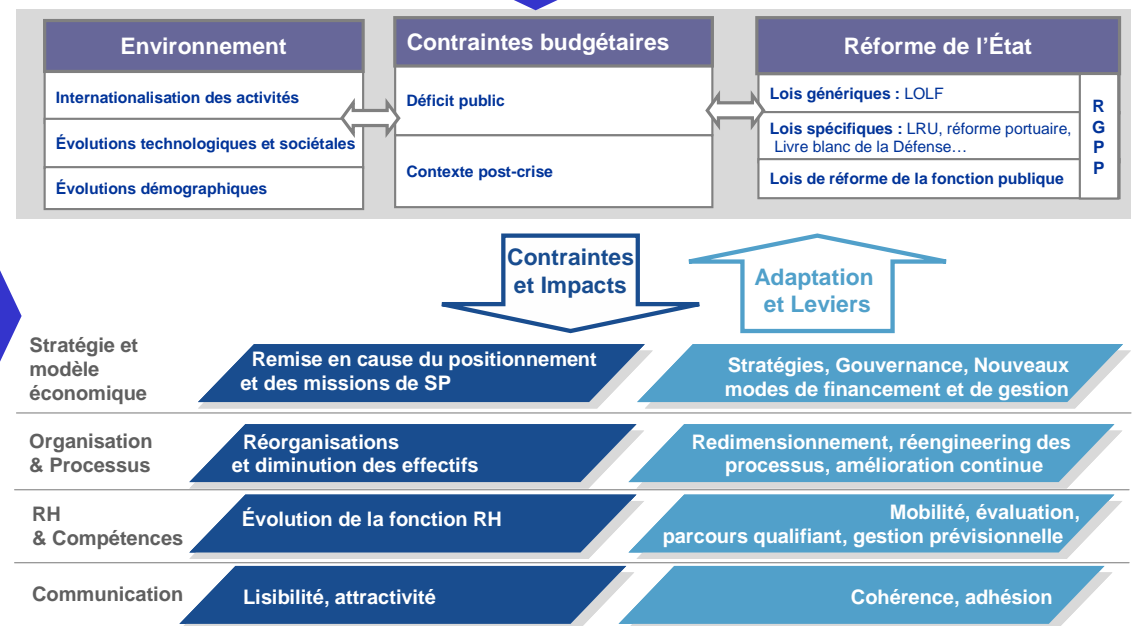 Environnement
Internationalisation des activités
Évolutions technologiques et sociétales
Évolutions démographiques
Contraintes budgétaires
Déficit public
Contexte post-crise
Réforme de l'État
Lois génériques : LOLF
Lois spécifiques : LRU, réforme portuaire,
Livre blanc de la Défense…
Lois de réforme de la fonction publique
R
G
P
P
Contraintes
et Impacts
Adaptation
et Leviers
Stratégie et
modèle
économique
Remise en cause du positionnement
et des missions de SP
Stratégies, Gouvernance, Nouveaux
modes de financement et de gestion
Organisation
& Processus
Réorganisations
et diminution des effectifs
Redimensionnement, réengineering des
processus, amélioration continue
RH
& Compétences
Évolution de la fonction RH
Mobilité, évaluation,
parcours qualifiant, gestion prévisionnelle
Communication
Lisibilité, attractivité
Cohérence, adhésion